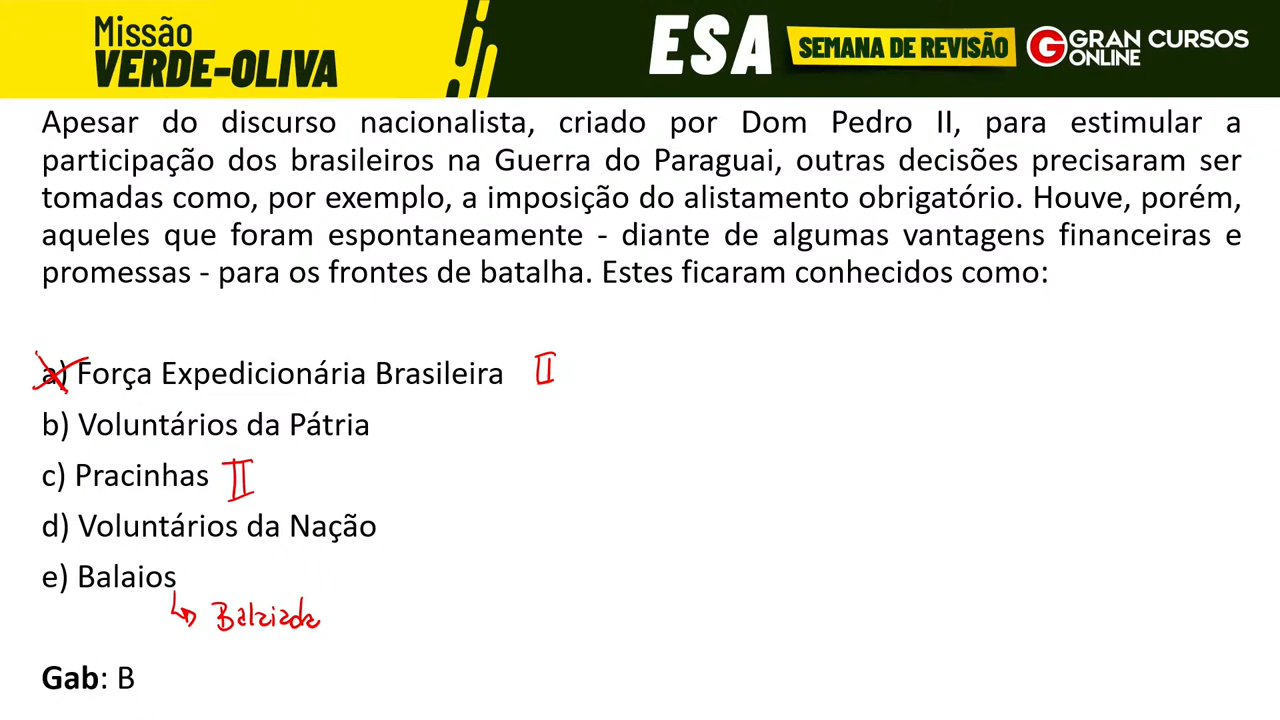 Missão
VERDE-OLIVA
ESA
SEMANA DE REVISÃO
G GRAN CURSOS
ONLINE
Apesar do discurso nacionalista, criado por Dom Pedro II, para estimular a
participação dos brasileiros na Guerra do Paraguai, outras decisões precisaram ser
tomadas como, por exemplo, a imposição do alistamento obrigatório. Houve, porém,
aqueles que foram espontaneamente - diante de algumas vantagens financeiras e
promessas - para os frontes de batalha. Estes ficaram conhecidos como:
a) Força Expedicionária Brasileira II
b) Voluntários da Pátria
c) Pracinhas II
d) Voluntários da Nação
e) Balaios
Balaiada
Gab: B